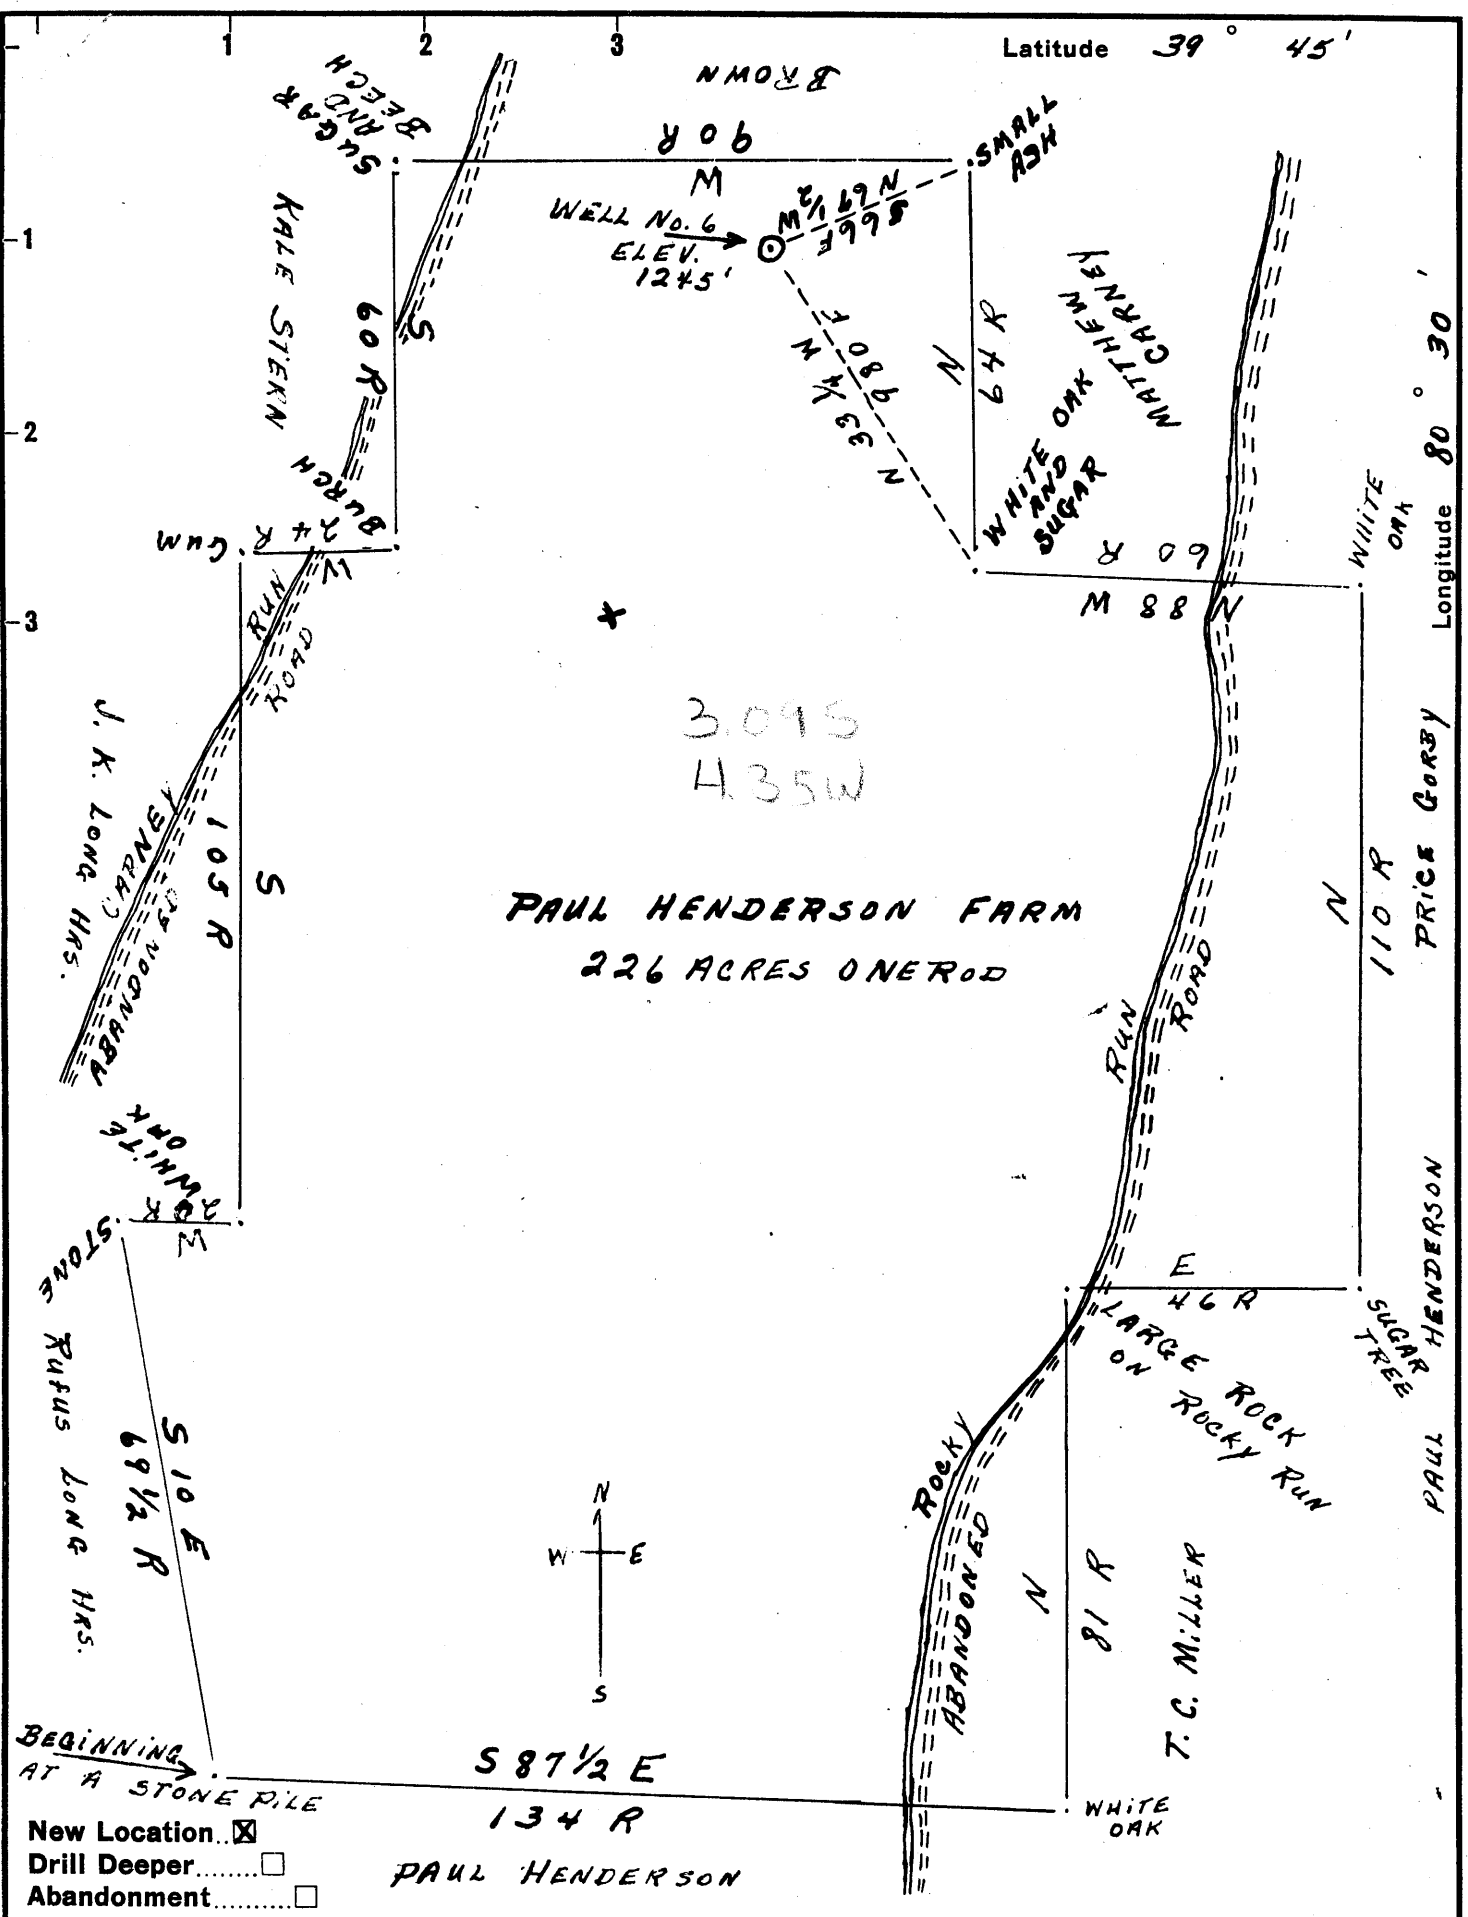 1 2 3
Latitude 39° 45'
BROWN
SUGAR
AND
BEECH
90 R
W
SMALL
ASH
N 64 1/2 W
WELL No. 6
ELEV.
1245'
KALE STERN
S
60 R
980 F
N 33 1/4 W
N
64 R
MATTHEW
CARNEY
-1
-2
-3
Longitude 80° 30'
WHITE OAK
AND
SUGAR
WHITE
OAK
BURCH
GUM
24 R
W
RUN
ROAD
60 R
N 88 W
3.09S
4.35W
J. K. LONG HRS.
CADNEY
ABANDONED
S
105 R
PAUL HENDERSON FARM
226 ACRES ONE ROD
N
110 R
PRICE GORBY
RUN
ROAD
WHITE
OAK
20 R
W
STONE
E
46 R
SUGAR
TREE
LARGE ROCK
ON ROCKY RUN
PAUL HENDERSON
RUFUS LONG HRS.
S 10 E
69 1/2 R
ROCKY
ABANDONED
N
W E
S
N
81 R
T. C. MiLLER
BEGINNING
AT A STONE PiLE
S 87 1/2 E
134 R
WHiTE
OAK
PAUL HENDERSON
New Location..☒
Drill Deeper........☐
Abandonment..........☐